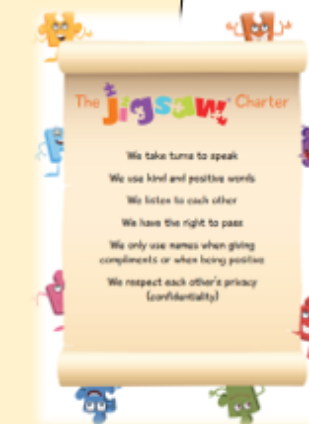 The Jigsaw Charter
We take turns to speak
We use kind and positive words
We listen to each other
We have the right to pass
We only use names when giving
compliments or when being positive
We respect each other's privacy
(confidentiality)